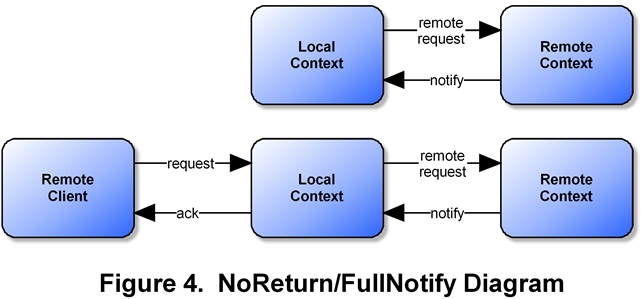 Local
Context
remote
request
notify
Remote
Context
Remote
Client
request
ack
Local
Context
remote
request
notify
Remote
Context
Figure 4.  NoReturn/FullNotify Diagram